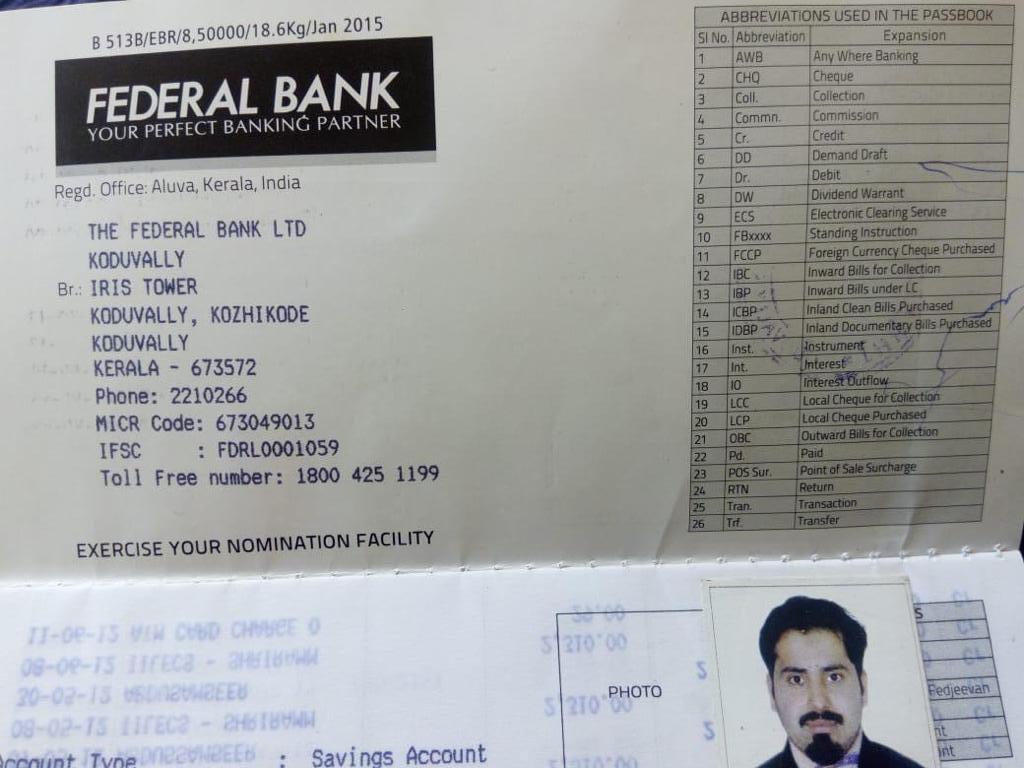 B 513B/EBR/8,50000/18.6Kg/Jan 2015
FEDERAL BANK
YOUR PERFECT BANKING PARTNER
Regd. Office: Aluva, Kerala, India
THE FEDERAL BANK LTD
KODUVALLY
Br.: IRIS TOWER
KODUVALLY, KOZHIKODE
KODUVALLY
KERALA - 673572
Phone: 2210266
MICR Code: 673049013
IFSC : FDRL0001059
Toll Free number: 1800 425 1199
EXERCISE YOUR NOMINATION FACILITY
ABBREVIATIONS USED IN THE PASSBOOK
Sl No. Abbreviation Expansion
1 AWB Any Where Banking
2 CHQ Cheque
3 Coll. Collection
4 Commn. Commission
5 Cr. Credit
6 DD Demand Draft
7 Dr. Debit
8 DW Dividend Warrant
9 ECS Electronic Clearing Service
10 FBxxxx Standing Instruction
11 FCCP Foreign Currency Cheque Purchased
12 IBC Inward Bills for Collection
13 IBP Inward Bills under LC
14 ICBP Inland Clean Bills Purchased
15 IDBP Inland Documentary Bills Purchased
16 Inst. Instrument
17 Int. Interest
18 IO Interest Outflow
19 LCC Local Cheque for Collection
20 LCP Local Cheque Purchased
21 OBC Outward Bills for Collection
22 Pd. Paid
23 POS Sur. Point of Sale Surcharge
24 RTN Return
25 Tran. Transaction
26 Trf. Transfer
PHOTO
Fedjeevan
Account Type : Savings Account